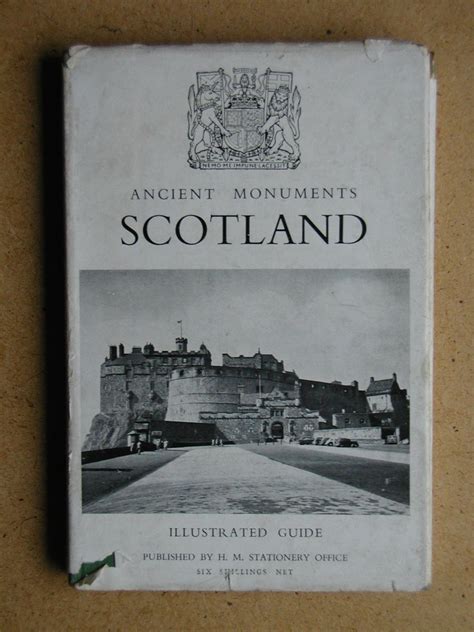 NEMO ME IMPUNE LACESSIT
ANCIENT MONUMENTS
SCOTLAND
ILLUSTRATED GUIDE
PUBLISHED BY H. M. STATIONERY OFFICE
SIX SHILLINGS NET